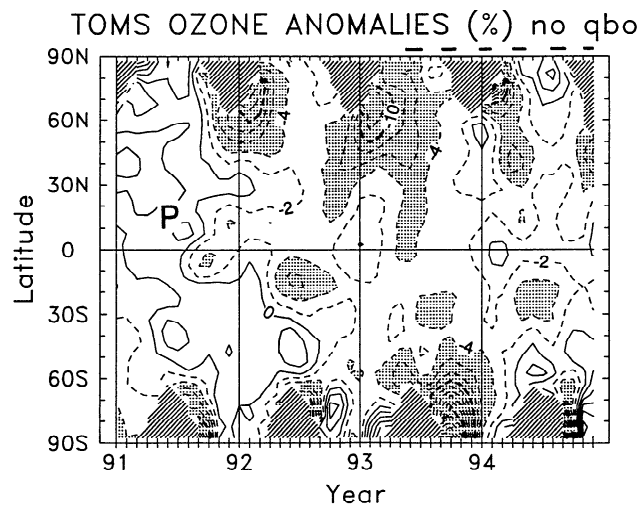 TOMS OZONE ANOMALIES (%) no qbo
90N
60N
30N
0
30S
60S
90S
Latitude
-4
10
-4
-2
P
-2
0
-4
91 92 93 94
Year